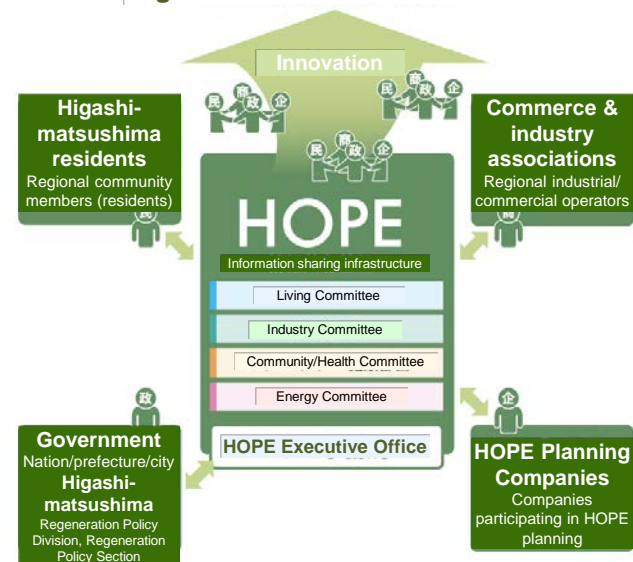 Innovation
民 商 政 企
民 商 政 企
民 商 政 企
Higashi-
matsushima
residents
Regional community
members (residents)
民
Commerce &
industry
associations
Regional industrial/
commercial operators
商
HOPE
Information sharing infrastructure
Living Committee
Industry Committee
Community/Health Committee
Energy Committee
HOPE Executive Office
政
Government
Nation/prefecture/city
Higashi-
matsushima
Regeneration Policy
Division, Regeneration
Policy Section
企
HOPE Planning
Companies
Companies
participating in HOPE
planning